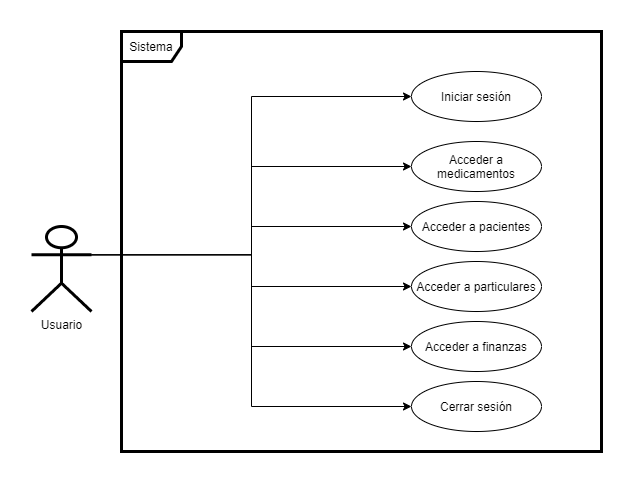 Sistema
Iniciar sesión
Acceder a
medicamentos
Acceder a pacientes
Acceder a particulares
Usuario
Acceder a finanzas
Cerrar sesión